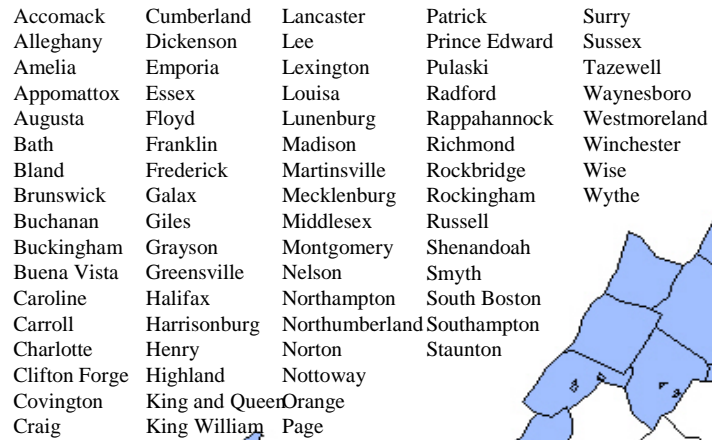 Accomack Cumberland Lancaster Patrick Surry
Alleghany Dickenson Lee Prince Edward Sussex
Amelia Emporia Lexington Pulaski Tazewell
Appomattox Essex Louisa Radford Waynesboro
Augusta Floyd Lunenburg Rappahannock Westmoreland
Bath Franklin Madison Richmond Winchester
Bland Frederick Martinsville Rockbridge Wise
Brunswick Galax Mecklenburg Rockingham Wythe
Buchanan Giles Middlesex Russell
Buckingham Grayson Montgomery Shenandoah
Buena Vista Greensville Nelson Smyth
Caroline Halifax Northampton South Boston
Carroll Harrisonburg Northumberland Southampton
Charlotte Henry Norton Staunton
Clifton Forge Highland Nottoway
Covington King and Queen Orange
Craig King William Page